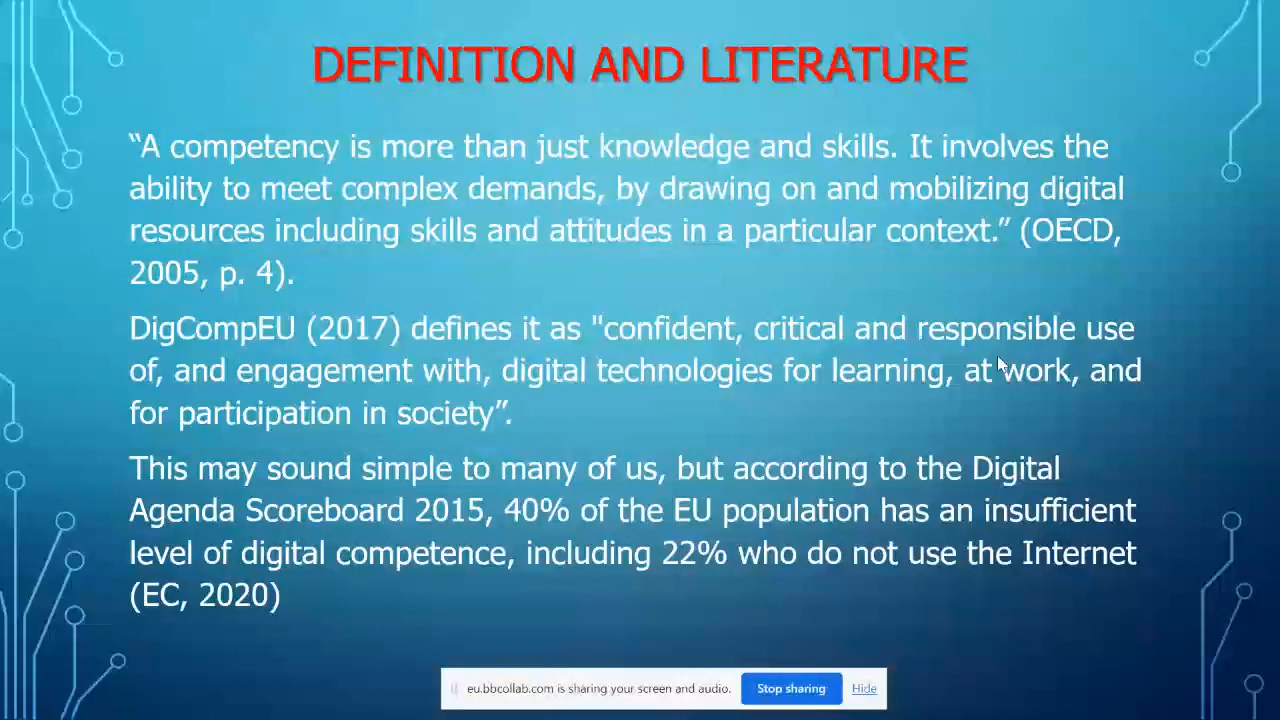 DEFINITION AND LITERATURE
“A competency is more than just knowledge and skills. It involves the
ability to meet complex demands, by drawing on and mobilizing digital
resources including skills and attitudes in a particular context.” (OECD,
2005, p. 4).
DigCompEU (2017) defines it as "confident, critical and responsible use
of, and engagement with, digital technologies for learning, at work, and
for participation in society”.
This may sound simple to many of us, but according to the Digital
Agenda Scoreboard 2015, 40% of the EU population has an insufficient
level of digital competence, including 22% who do not use the Internet
(EC, 2020)
eu.bbcollab.com is sharing your screen and audio. Stop sharing Hide